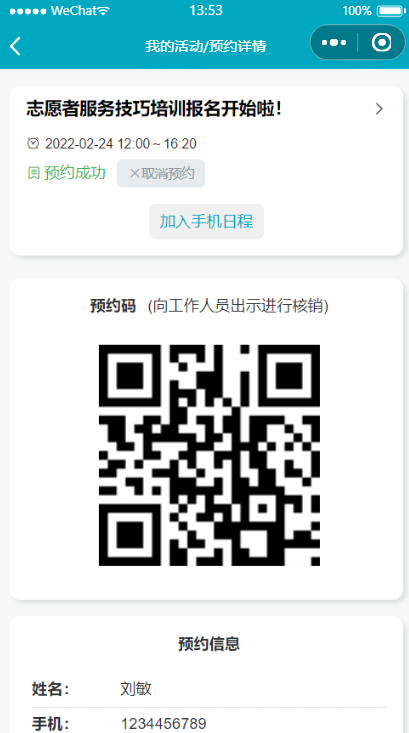 WeChat 13:53 100%
我的活动/预约详情
志愿者服务技巧培训报名开始啦！
2022-02-24 12:00 ~ 16:20
预约成功 ×取消预约
加入手机日程
预约码 (向工作人员出示进行核销)
预约信息
姓名： 刘敏
手机： 1234456789